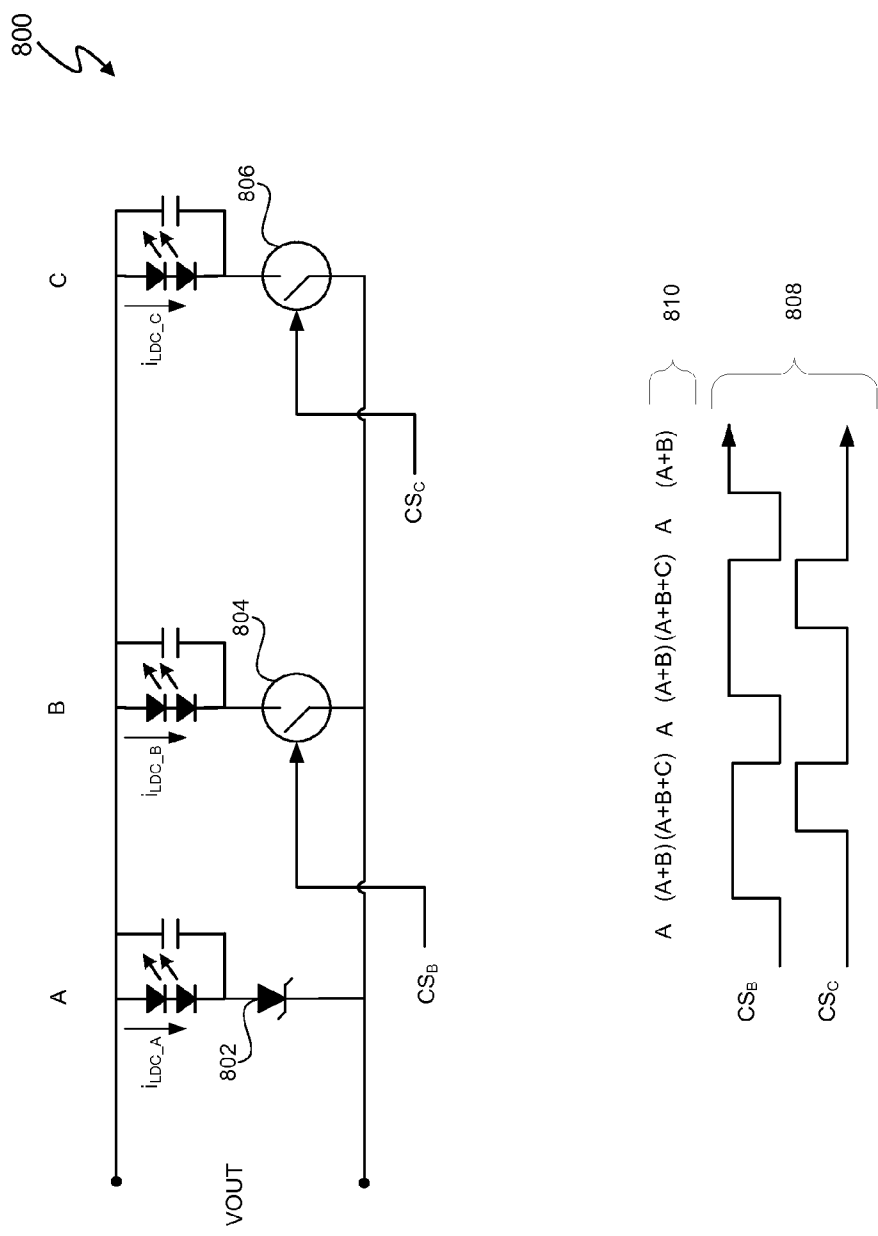 800
A
B
C
i_LDC_A
i_LDC_B
i_LDC_C
802
804
806
VOUT
CS_B
CS_C
A (A+B) (A+B+C) A (A+B) (A+B+C) A (A+B)
810
CS_B
CS_C
808